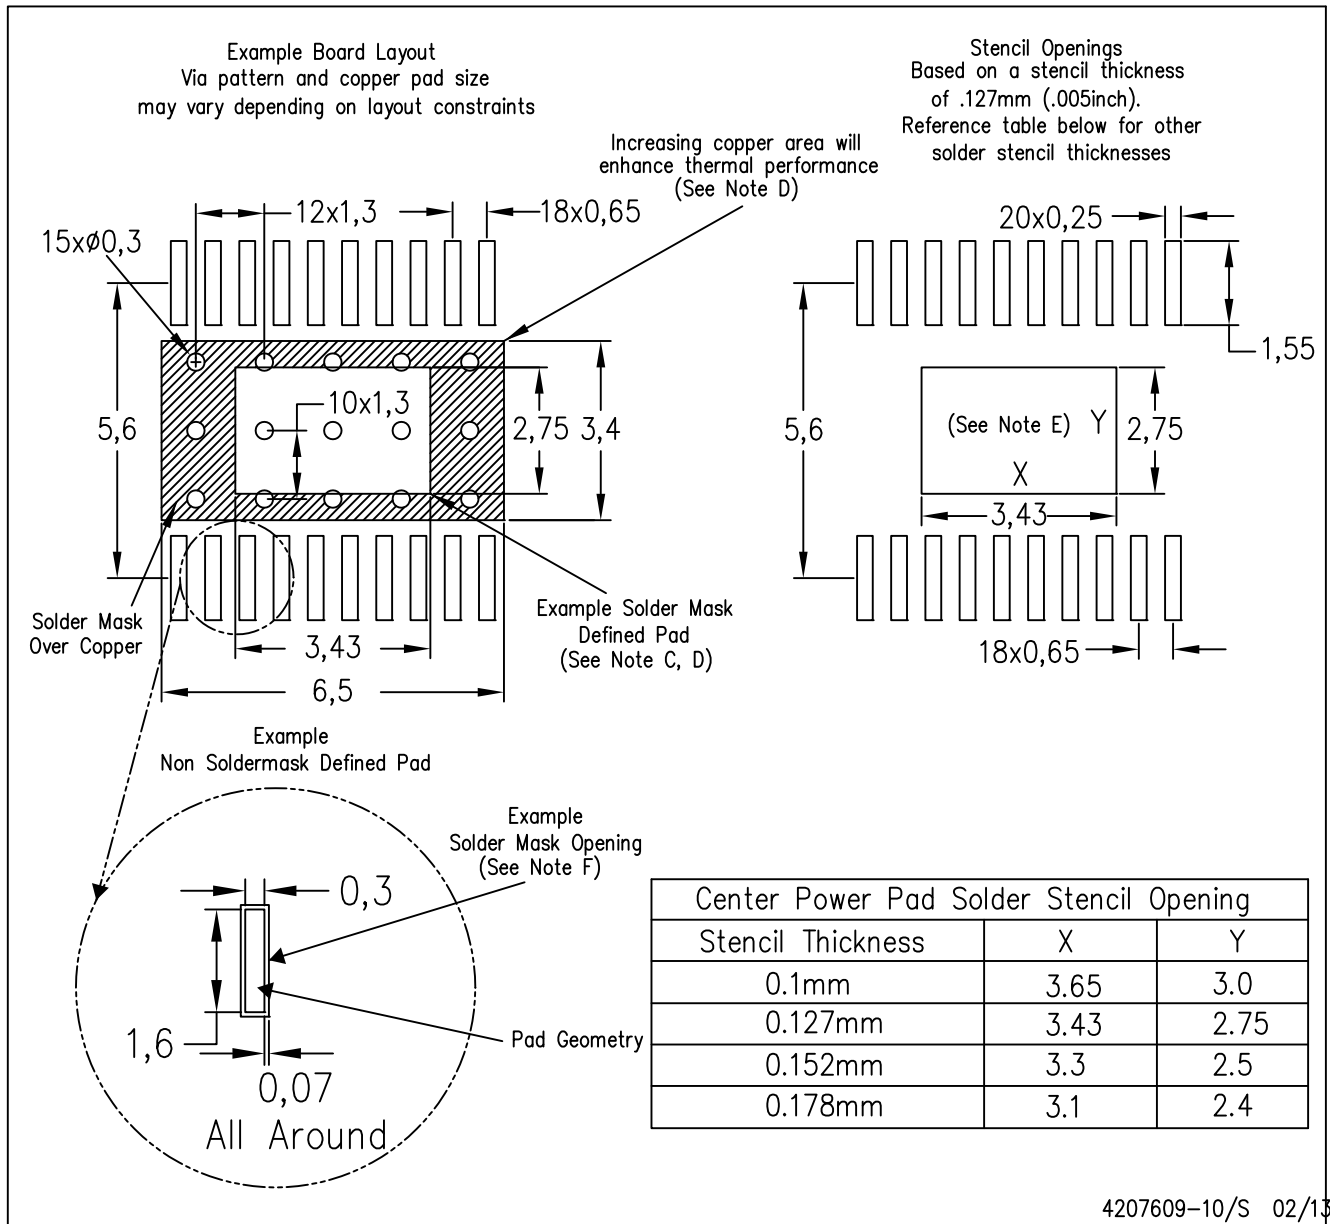 Example Board Layout
Via pattern and copper pad size
may vary depending on layout constraints
Stencil Openings
Based on a stencil thickness
of .127mm (.005inch).
Reference table below for other
solder stencil thicknesses
Increasing copper area will
enhance thermal performance
(See Note D)
12x1,3
18x0,65
15xø0,3
5,6
10x1,3
2,75
3,4
Solder Mask
Over Copper
3,43
6,5
Example Solder Mask
Defined Pad
(See Note C, D)
20x0,25
1,55
5,6
(See Note E)
Y
X
2,75
3,43
18x0,65
Example
Non Soldermask Defined Pad
Example
Solder Mask Opening
(See Note F)
0,3
1,6
Pad Geometry
0,07
All Around
Center Power Pad Solder Stencil Opening
Stencil Thickness X Y
0.1mm 3.65 3.0
0.127mm 3.43 2.75
0.152mm 3.3 2.5
0.178mm 3.1 2.4
4207609-10/S 02/13